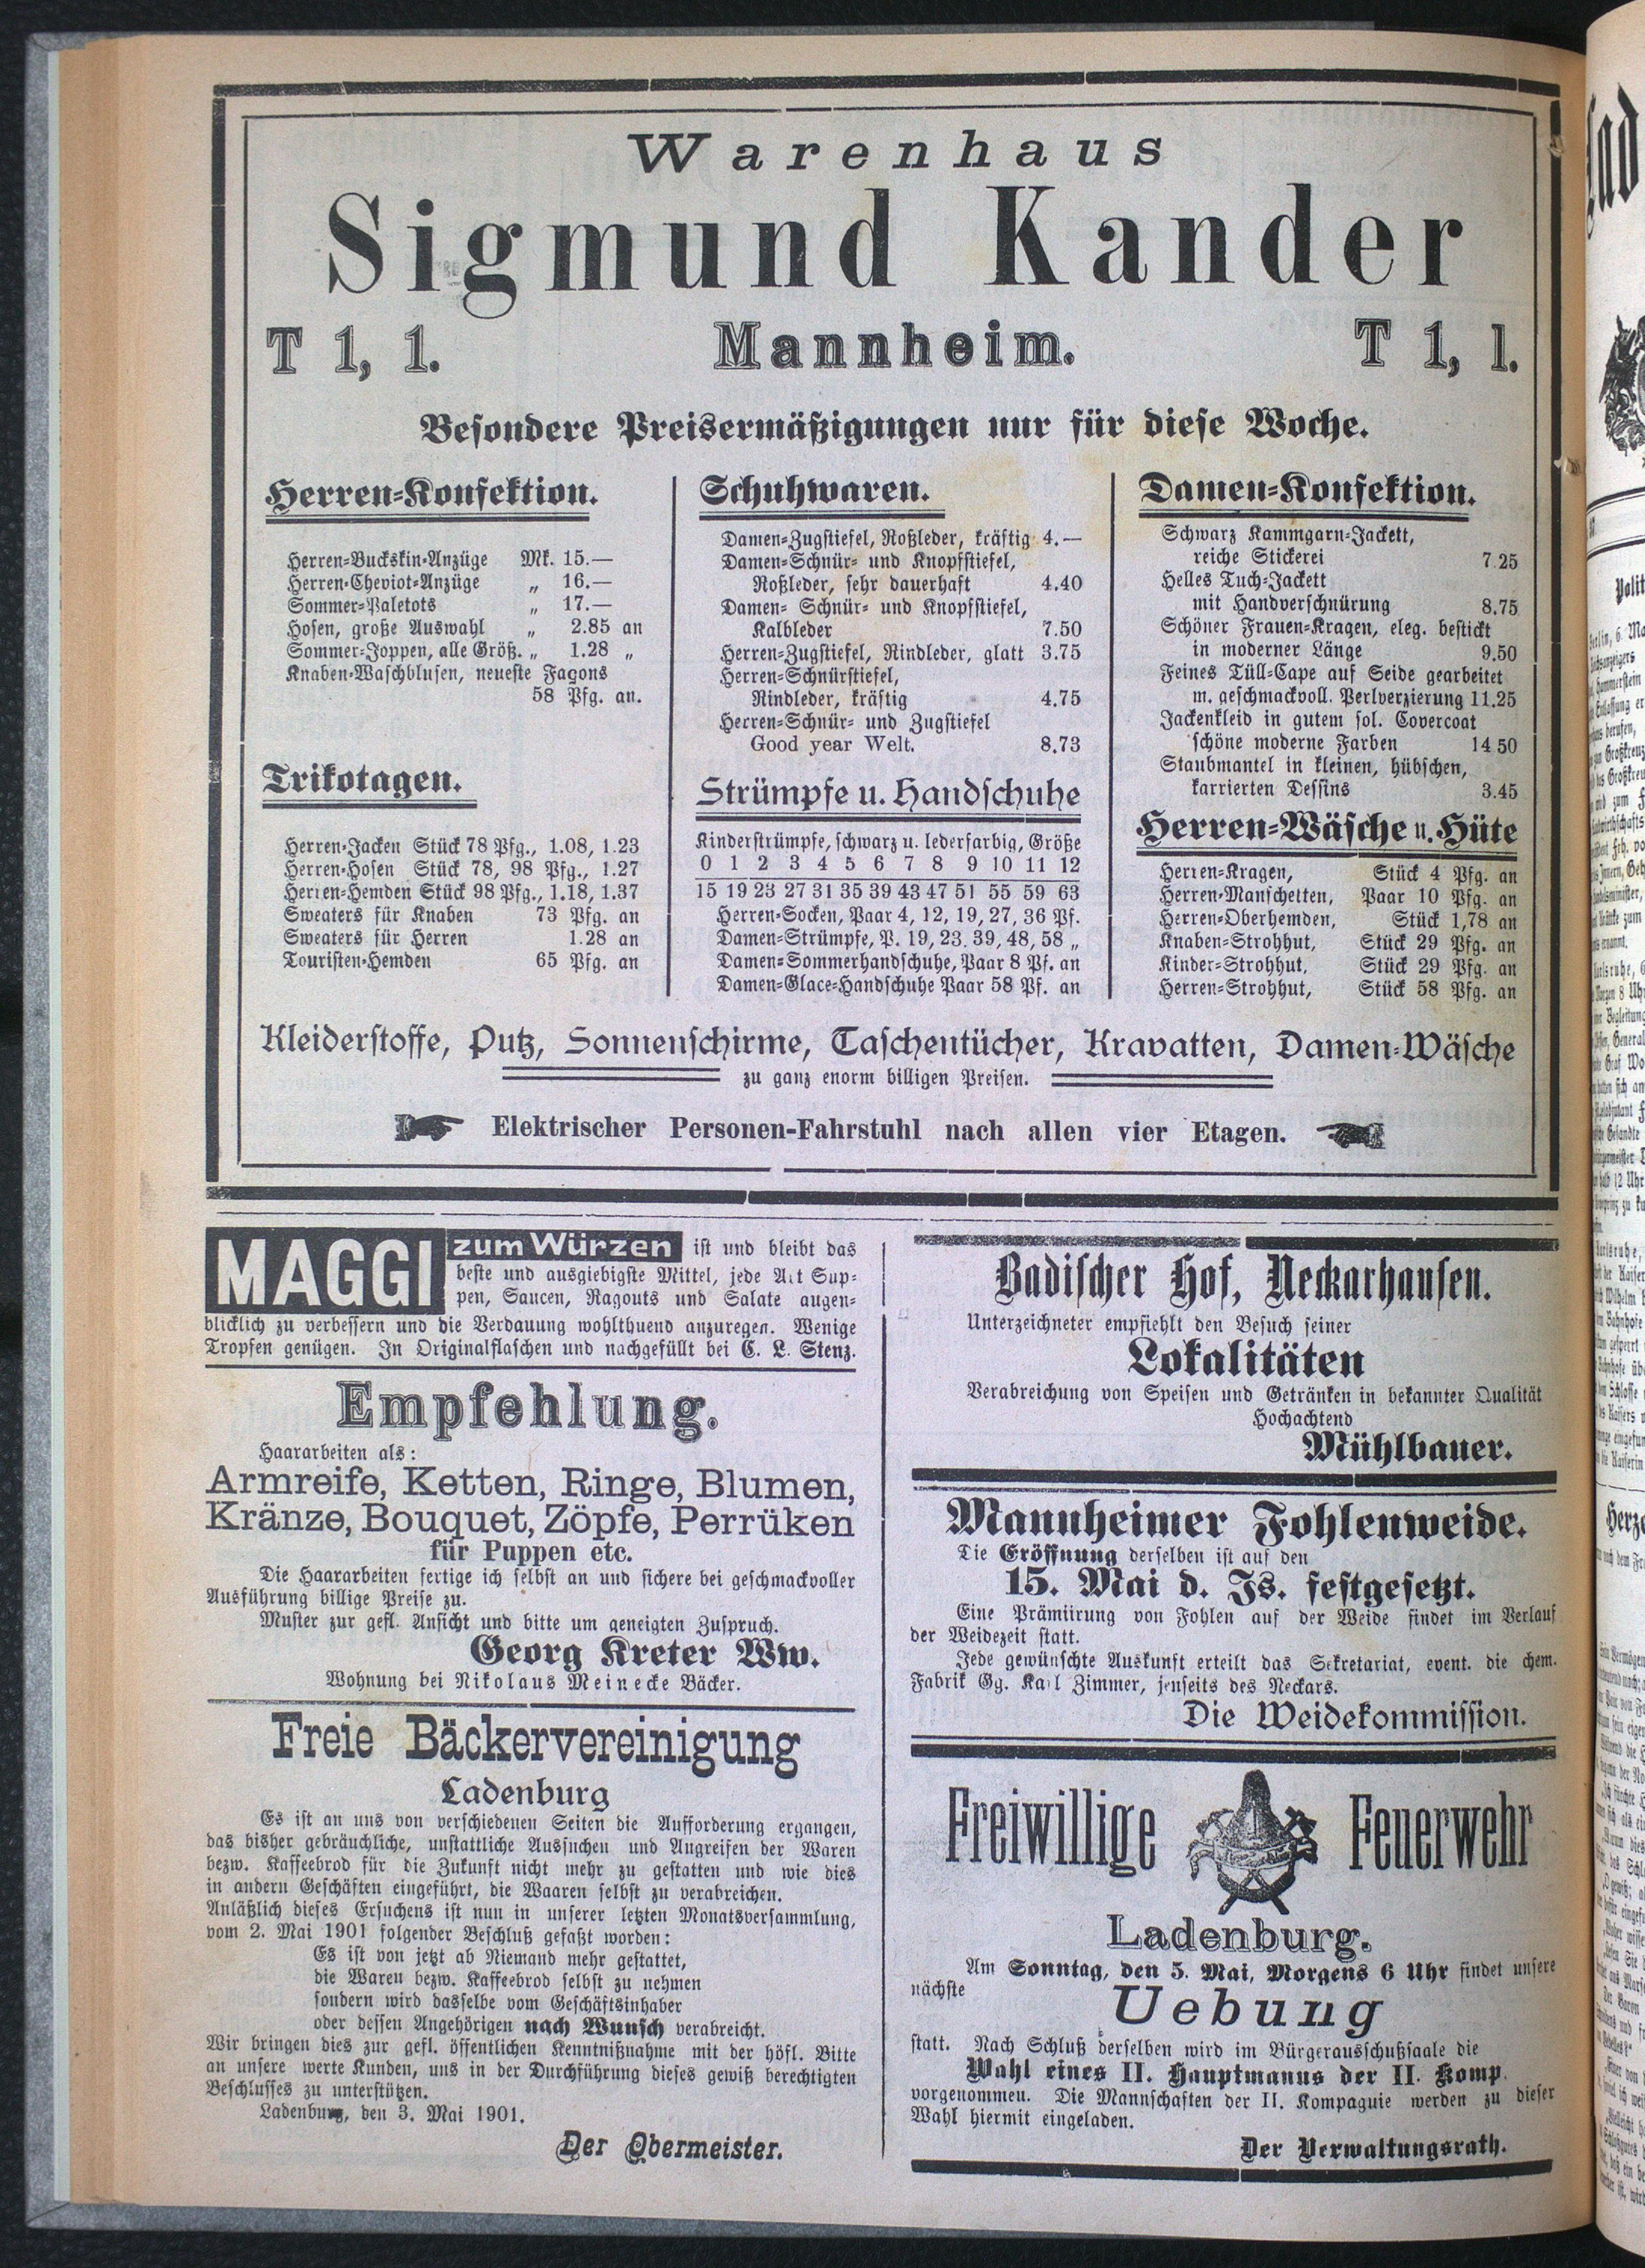 Warenhaus
Sigmund Kander
T 1, 1. Mannheim. T 1, 1.
Besondere Preisermäßigungen nur für diese Woche.
Herren-Konfektion.
Herren-Buckskin-Anzüge Mk. 15.—
Herren-Cheviot-Anzüge „ 16.—
Sommer-Paletots „ 17.—
Hosen, große Auswahl „ 2.85 an
Sommer-Joppen, alle Größ. „ 1.28 „
Knaben-Waschblusen, neueste Fagons
58 Pfg. an.
Trikotagen.
Herren-Jacken Stück 78 Pfg., 1.08, 1.23
Herren-Hosen Stück 78, 98 Pfg., 1.27
Herren-Hemden Stück 98 Pfg., 1.18, 1.37
Sweaters für Knaben 73 Pfg. an
Sweaters für Herren 1.28 an
Touristen-Hemden 65 Pfg. an
Schuhwaren.
Damen-Zugstiefel, Roßleder, kräftig 4.—
Damen-Schnür- und Knopfstiefel,
Roßleder, sehr dauerhaft 4.40
Damen- Schnür- und Knopfstiefel,
Kalbleder 7.50
Herren-Zugstiefel, Rindleder, glatt 3.75
Herren-Schnürstiefel,
Rindleder, kräftig 4.75
Herren-Schnür- und Zugstiefel
Good year Welt. 8.73
Strümpfe u. Handschuhe
Kinderstrümpfe, schwarz u. lederfarbig, Größe
0 1 2 3 4 5 6 7 8 9 10 11 12
15 19 23 27 31 35 39 43 47 51 55 59 63
Herren-Socken, Paar 4, 12, 19, 27, 36 Pf.
Damen-Strümpfe, P. 19, 23. 39, 48, 58 „
Damen-Sommerhandschuhe, Paar 8 Pf. an
Damen-Glace-Handschuhe Paar 58 Pf. an
Damen-Konfektion.
Schwarz Kammgarn-Jackett,
reiche Stickerei 7.25
Helles Tuch-Jackett
mit Handverschnürung 8.75
Schöner Frauen-Kragen, eleg. bestickt
in moderner Länge 9.50
Feines Tüll-Cape auf Seide gearbeitet
m. geschmackvoll. Perlverzierung 11.25
Jackenkleid in gutem sol. Covercoat
schöne moderne Farben 14 50
Staubmantel in kleinen, hübschen,
karrierten Dessins 3.45
Herren-Wäsche u. Hüte
Herren-Kragen, Stück 4 Pfg. an
Herren-Manschetten, Paar 10 Pfg. an
Herren-Oberhemden, Stück 1,78 an
Knaben-Strohhut, Stück 29 Pfg. an
Kinder-Strohhut, Stück 29 Pfg. an
Herren-Strohhut, Stück 58 Pfg. an
Kleiderstoffe, Putz, Sonnenschirme, Taschentücher, Kravatten, Damen-Wäsche
zu ganz enorm billigen Preisen.
Elektrischer Personen-Fahrstuhl nach allen vier Etagen.
MAGGI zum Würzen ist und bleibt das
beste und ausgiebigste Mittel, jede Art Sup-
pen, Saucen, Ragouts und Salate augen-
blicklich zu verbessern und die Verdauung wohlthuend anzuregen. Wenige
Tropfen genügen. In Originalflaschen und nachgefüllt bei C. L. Stenz.
Empfehlung.
Haararbeiten als:
Armreife, Ketten, Ringe, Blumen,
Kränze, Bouquet, Zöpfe, Perrüken
für Puppen etc.
Die Haararbeiten fertige ich selbst an und sichere bei geschmackvoller
Ausführung billige Preise zu.
Muster zur gefl. Ansicht und bitte um geneigten Zuspruch.
Georg Kreter Ww.
Wohnung bei Nikolaus Meinecke Bäcker.
Freie Bäckervereinigung
Ladenburg
Es ist an uns von verschiedenen Seiten die Aufforderung ergangen,
das bisher gebräuchliche, unstattliche Aussuchen und Angreifen der Waren
bezw. Kaffeebrod für die Zukunft nicht mehr zu gestatten und wie dies
in andern Geschäften eingeführt, die Waaren selbst zu verabreichen.
Anläßlich dieses Ersuchens ist nun in unserer letzten Monatsversammlung,
vom 2. Mai 1901 folgender Beschluß gefaßt worden:
Es ist von jetzt ab Niemand mehr gestattet,
die Waren bezw. Kaffeebrod selbst zu nehmen
sondern wird dasselbe vom Geschäftsinhaber
oder dessen Angehörigen nach Wunsch verabreicht.
Wir bringen dies zur gefl. öffentlichen Kenntnißnahme mit der höfl. Bitte
an unsere werte Kunden, uns in der Durchführung dieses gewiß berechtigten
Beschlusses zu unterstützen.
Ladenburg, den 3. Mai 1901.
Der Obermeister.
Badischer Hof, Neckarhausen.
Unterzeichneter empfiehlt den Besuch seiner
Lokalitäten
Verabreichung von Speisen und Getränken in bekannter Qualität
Hochachtend
Mühlbauer.
Mannheimer Fohlenweide.
Die Eröffnung derselben ist auf den
15. Mai d. Js. festgesetzt.
Eine Prämiirung von Fohlen auf der Weide findet im Verlauf
der Weidezeit statt.
Jede gewünschte Auskunft erteilt das Sekretariat, event. die chem.
Fabrik Gg. Karl Zimmer, jenseits des Neckars.
Die Weidekommission.
Freiwillige Feuerwehr
Ladenburg.
Am Sonntag, den 5. Mai, Morgens 6 Uhr findet unsere
nächste
Uebung
statt. Nach Schluß derselben wird im Bürgerausschußsaale die
Wahl eines II. Hauptmanns der II. Komp.
vorgenommen. Die Mannschaften der II. Kompagnie werden zu dieser
Wahl hiermit eingeladen.
Der Verwaltungsrath.